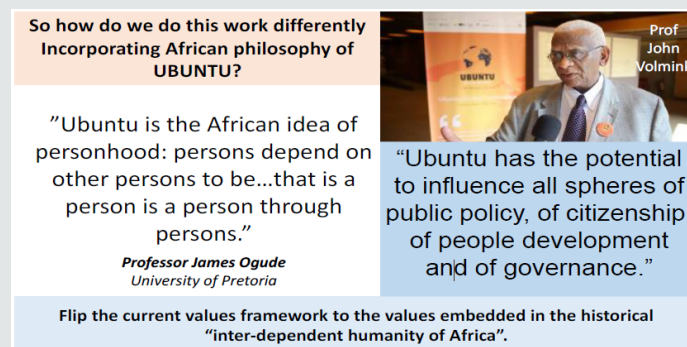 So how do we do this work differently
Incorporating African philosophy of
UBUNTU?
”Ubuntu is the African idea of
personhood: persons depend on
other persons to be...that is a
person is a person through
persons.”
Professor James Ogude
University of Pretoria
UBUNTU
Prof
John
Volmink
“Ubuntu has the potential
to influence all spheres of
public policy, of citizenship
of people development
and of governance.”
Flip the current values framework to the values embedded in the historical
“inter-dependent humanity of Africa”.